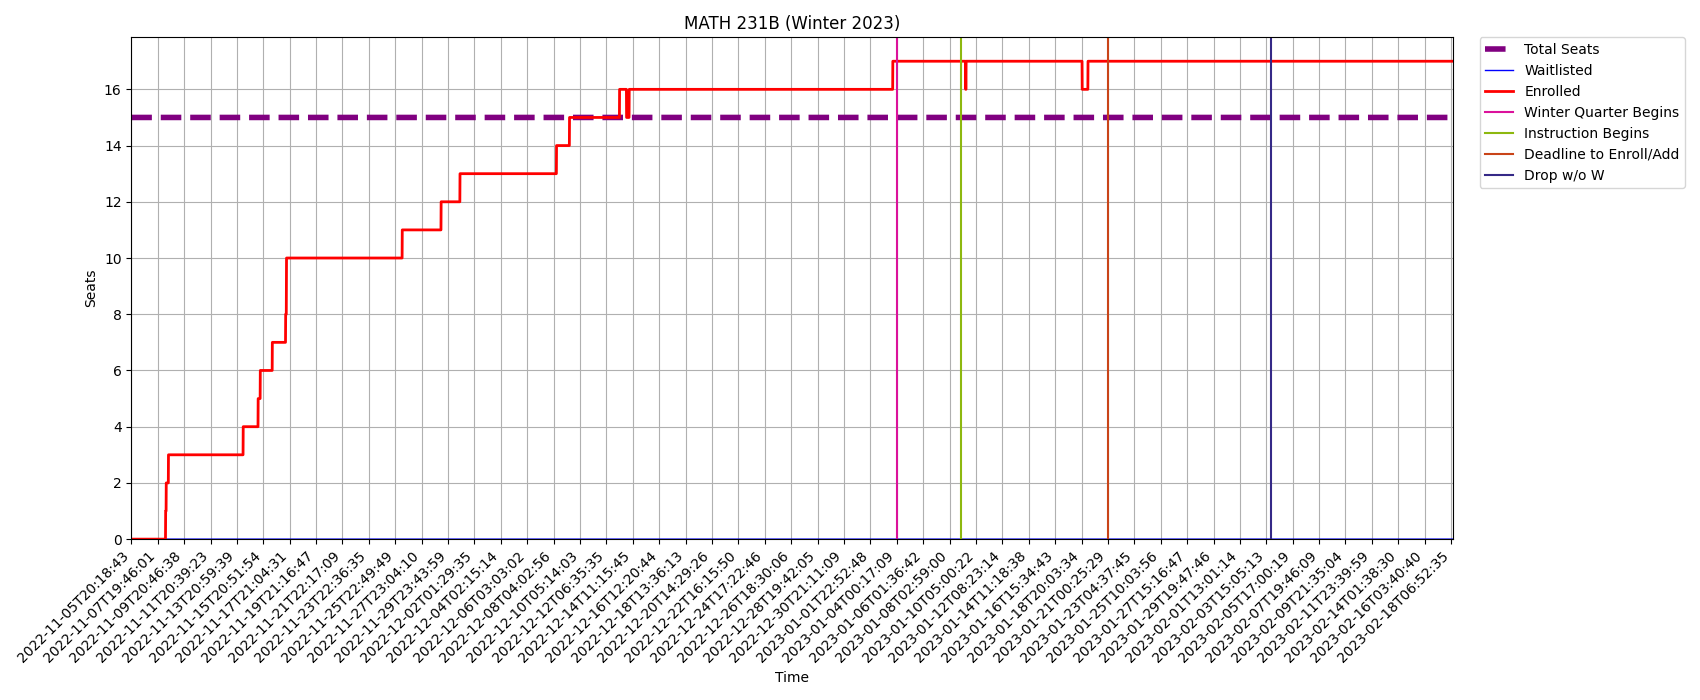 MATH 231B (Winter 2023)
Total Seats
Waitlisted
Enrolled
Winter Quarter Begins
Instruction Begins
Deadline to Enroll/Add
Drop w/o W
Seats
16
14
12
10
8
6
4
2
0
2022-11-05T20:18:43
2022-11-07T19:46:01
2022-11-09T20:46:38
2022-11-11T20:39:23
2022-11-13T20:59:39
2022-11-15T20:51:54
2022-11-17T21:04:31
2022-11-19T21:16:47
2022-11-21T22:17:09
2022-11-23T22:36:35
2022-11-25T22:49:49
2022-11-27T23:04:10
2022-11-29T23:43:59
2022-12-02T01:29:35
2022-12-04T02:15:14
2022-12-06T03:03:02
2022-12-08T04:02:56
2022-12-10T05:14:03
2022-12-12T06:35:35
2022-12-14T11:15:45
2022-12-16T12:20:44
2022-12-18T13:36:13
2022-12-20T14:29:26
2022-12-22T16:15:50
2022-12-24T17:22:46
2022-12-26T18:30:06
2022-12-28T19:42:05
2022-12-30T21:11:09
2023-01-01T22:52:48
2023-01-04T00:17:09
2023-01-06T01:36:42
2023-01-08T02:59:00
2023-01-10T05:00:22
2023-01-12T08:23:14
2023-01-14T11:18:38
2023-01-16T15:34:43
2023-01-18T20:03:34
2023-01-21T00:25:29
2023-01-23T04:37:45
2023-01-25T10:03:56
2023-01-27T15:16:47
2023-01-29T19:47:46
2023-02-01T13:01:14
2023-02-03T15:05:13
2023-02-05T17:00:19
2023-02-07T19:46:09
2023-02-09T21:35:04
2023-02-11T23:39:59
2023-02-14T01:38:30
2023-02-16T03:40:40
2023-02-18T06:52:35
Time